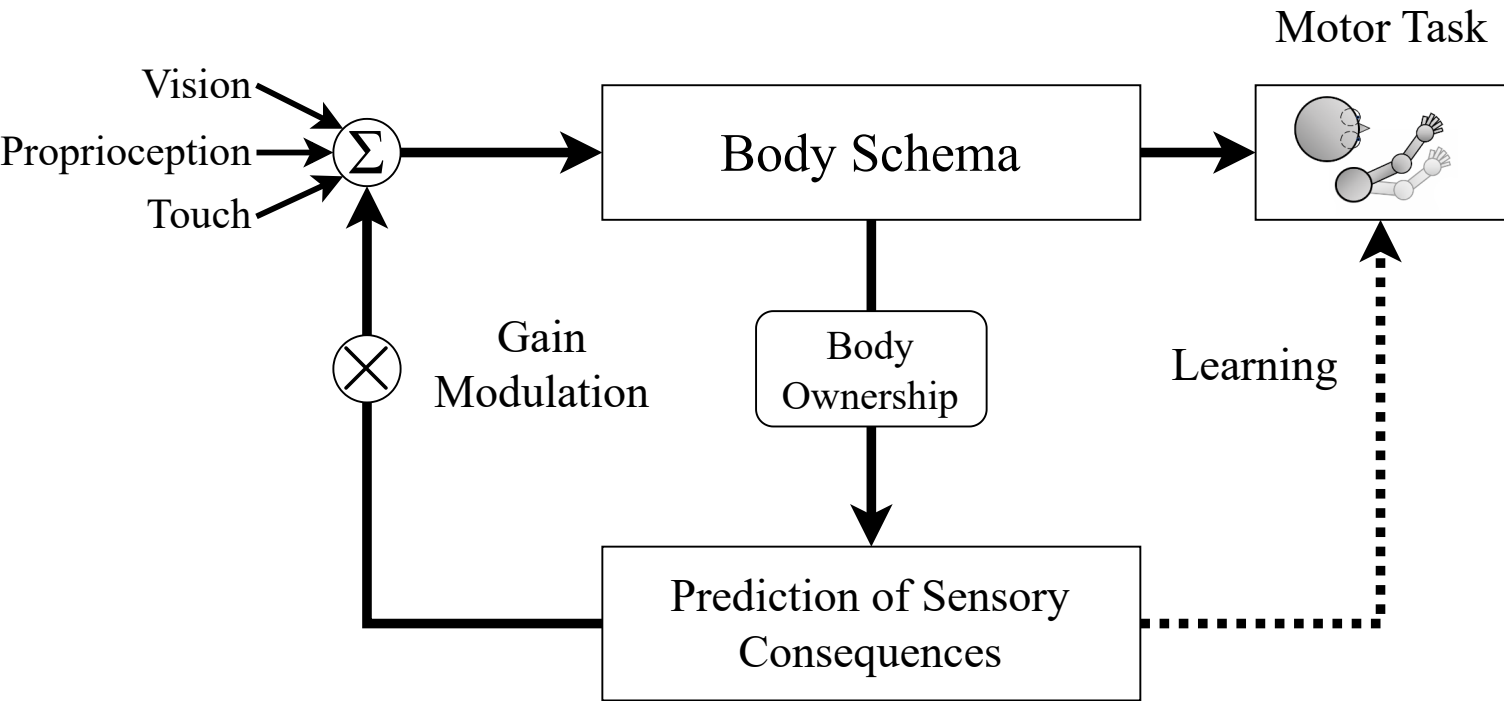 Motor Task
Vision
Proprioception
Touch
Σ
Body Schema
Gain
Modulation
Body
Ownership
Learning
Prediction of Sensory
Consequences